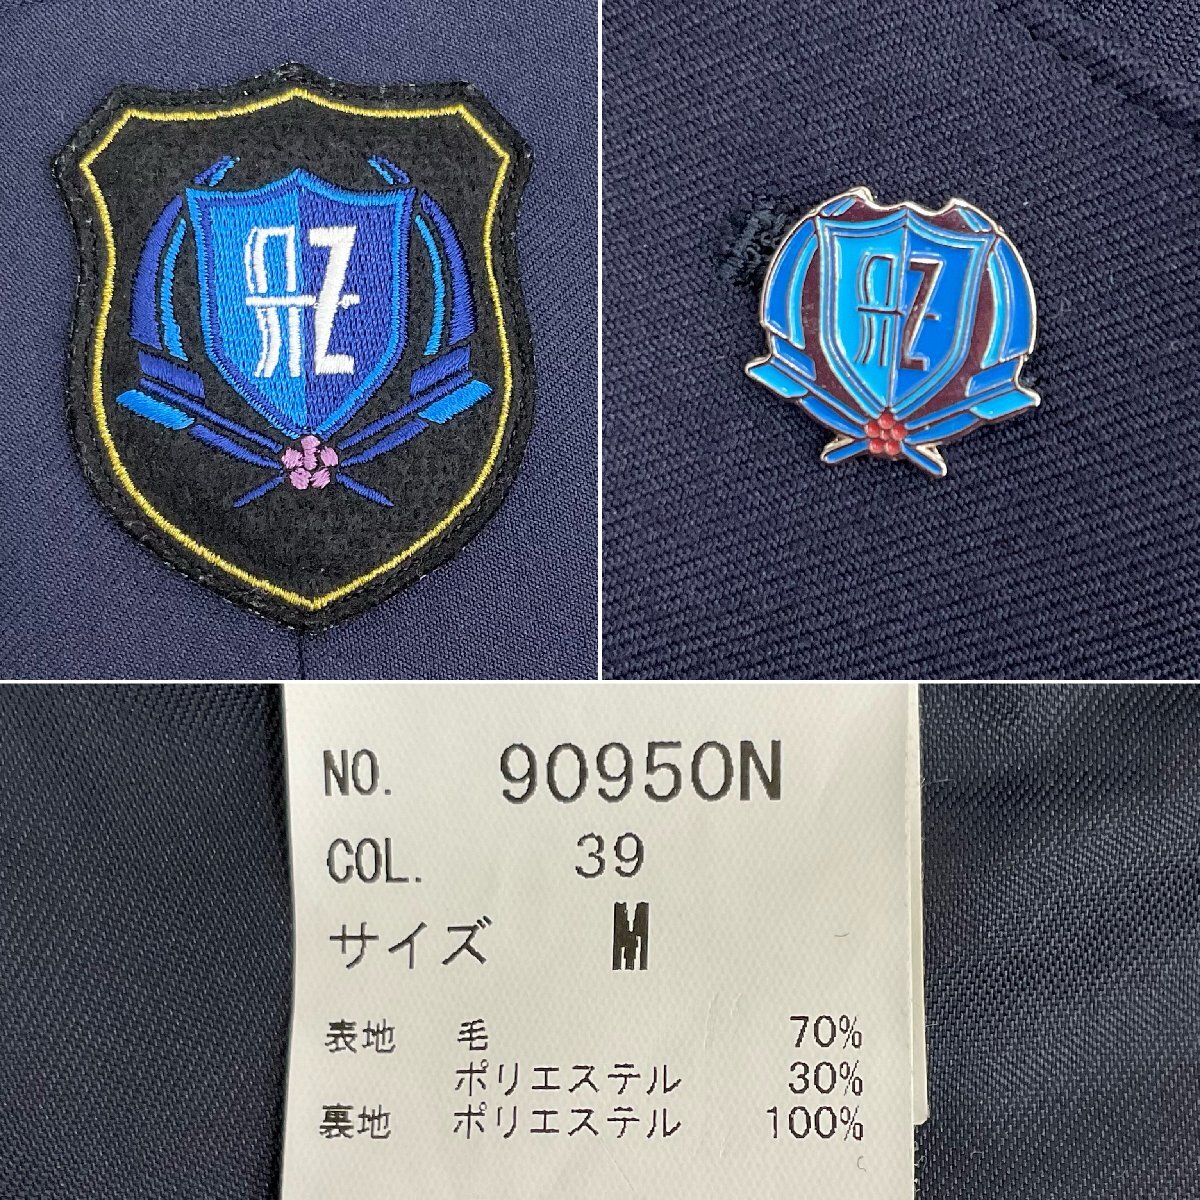 AZ
AZ
NO. 90950N
COL. 39
サイズ M
表地 毛 70%
ポリエステル 30%
裏地 ポリエステル 100%